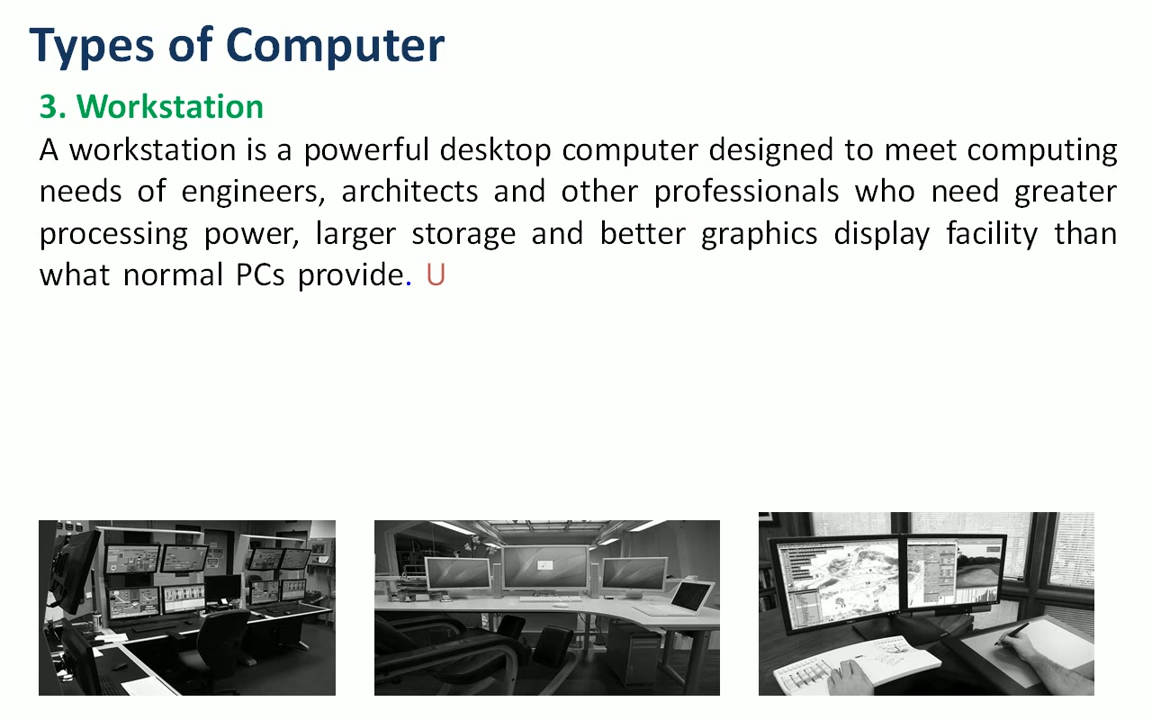 Types of Computer
3. Workstation
A workstation is a powerful desktop computer designed to meet computing
needs of engineers, architects and other professionals who need greater
processing power, larger storage and better graphics display facility than
what normal PCs provide. U